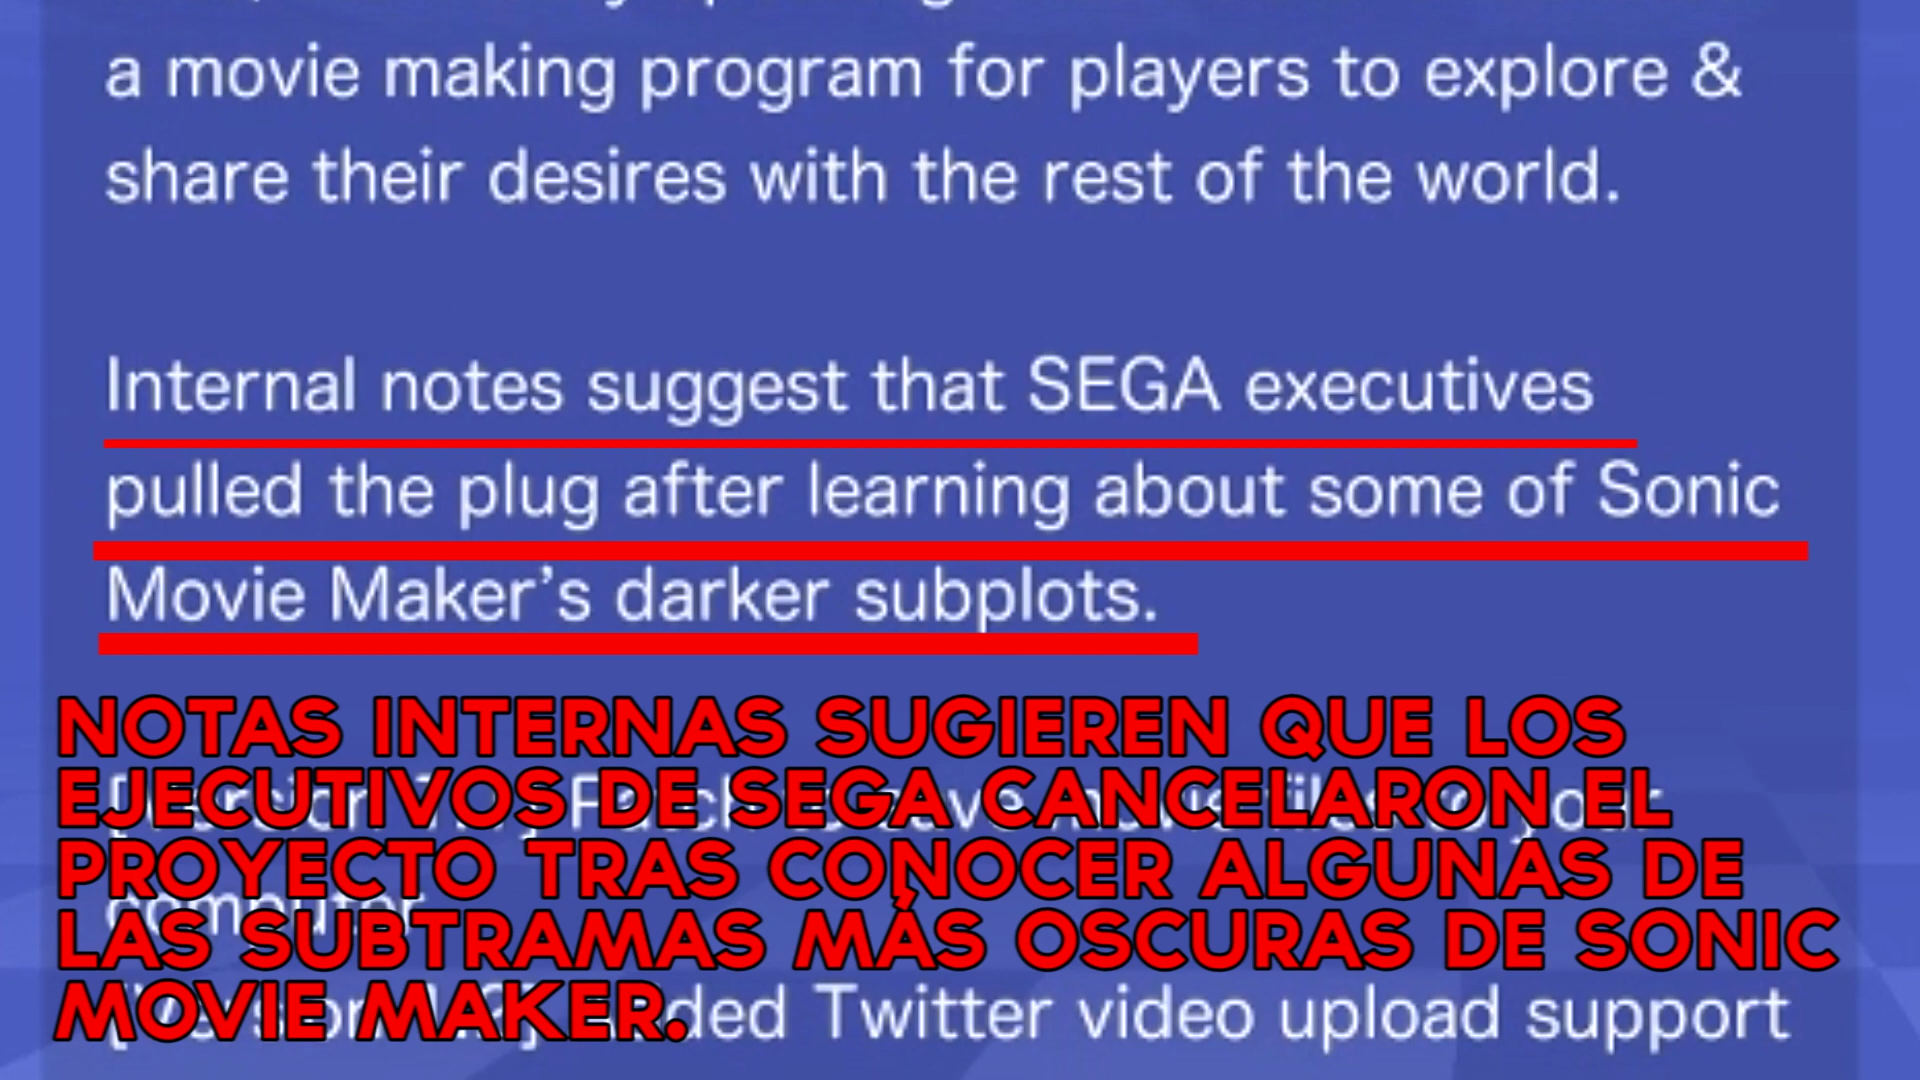 a movie making program for players to explore &
share their desires with the rest of the world.
Internal notes suggest that SEGA executives
pulled the plug after learning about some of Sonic
Movie Maker’s darker subplots.
NOTAS INTERNAS SUGIEREN QUE LOS
EJECUTIVOS DE SEGA CANCELARON EL
PROYECTO TRAS CONOCER ALGUNAS DE
computer
LAS SUBTRAMAS MÁS OSCURAS DE SONIC
MOVIE MAKER.
Twitter video upload support